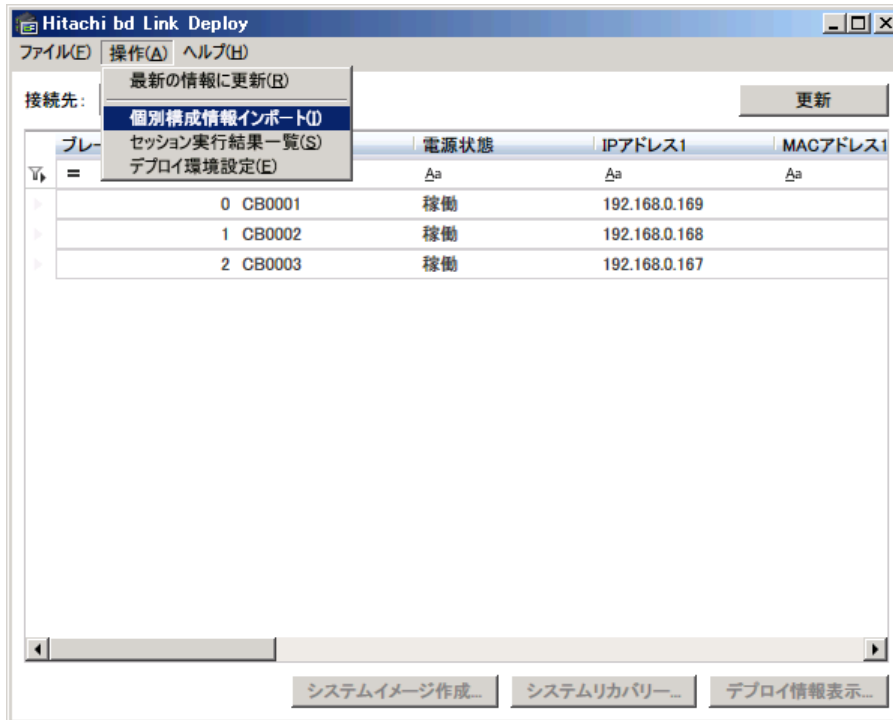 Hitachi bd Link Deploy
ファイル(F) 操作(A) ヘルプ(H)
最新の情報に更新(R)
個別構成情報インポート(I)
セッション実行結果一覧(S)
デプロイ環境設定(E)
接続先: 更新
ブレー 電源状態 IPアドレス1 MACアドレス1
= Aa Aa Aa
0 CB0001 稼働 192.168.0.169
1 CB0002 稼働 192.168.0.168
2 CB0003 稼働 192.168.0.167
システムイメージ作成... システムリカバリー... デプロイ情報表示...